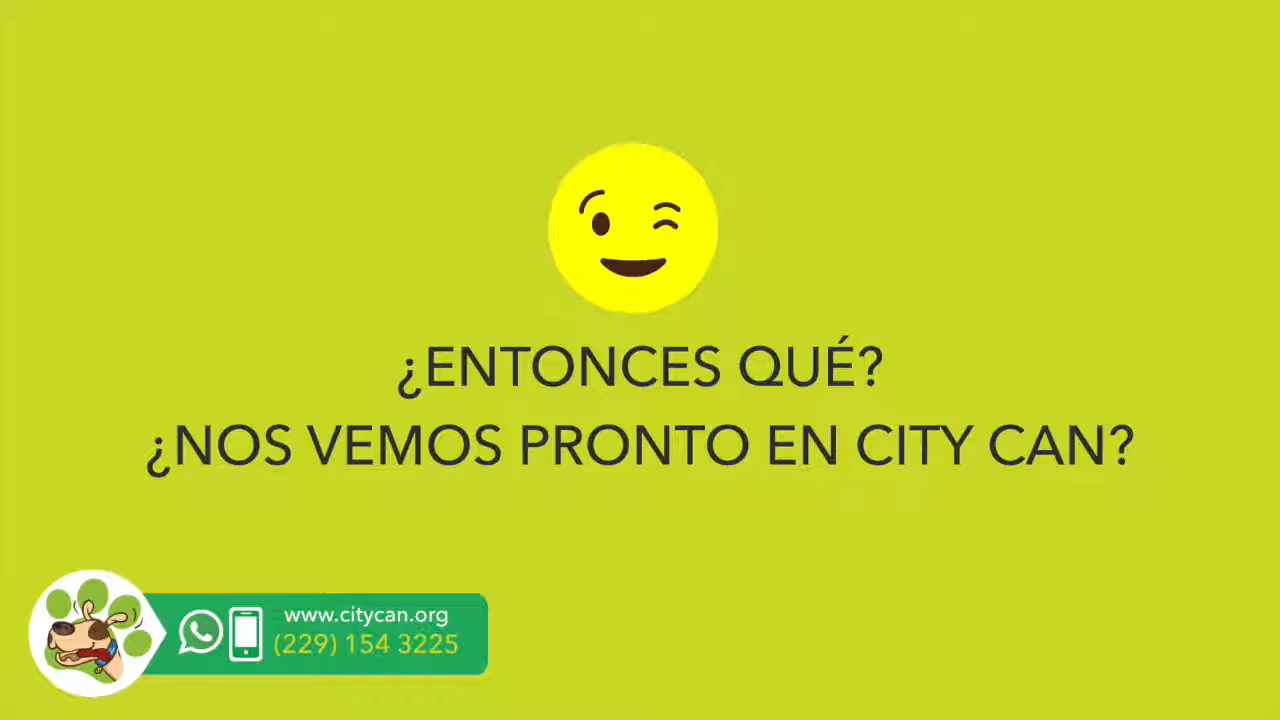 ¿ENTONCES QUÉ?
¿NOS VEMOS PRONTO EN CITY CAN?
www.citycan.org
(229) 154 3225